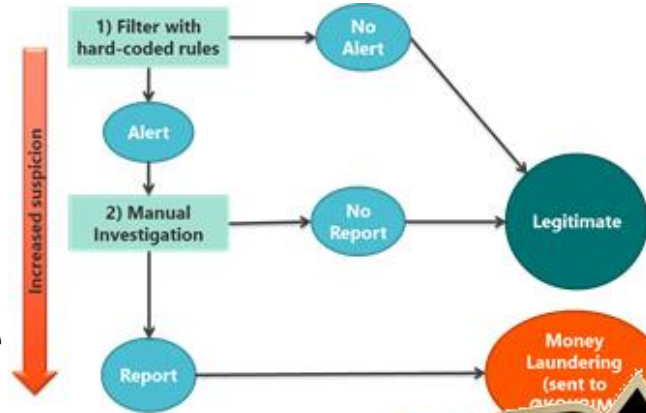 1) Filter with
hard-coded rules
No
Alert
Alert
Increased suspicion
2) Manual
Investigation
No
Report
Legitimate
Report
Money
Laundering
(sent to